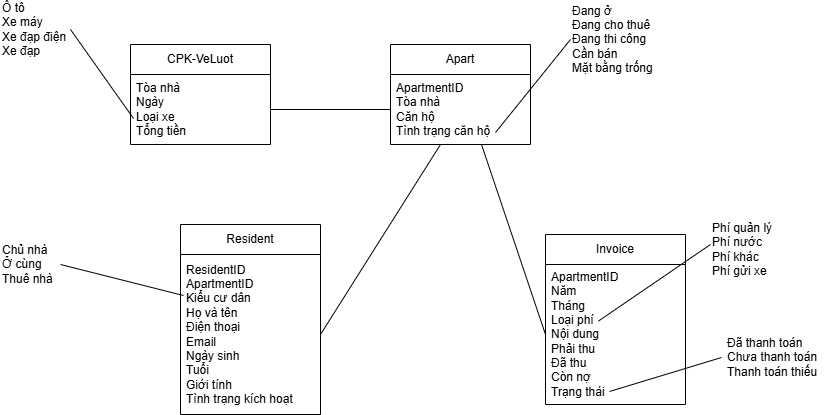 Ô tô
Xe máy
Xe đạp điện
Xe đạp
Đang ở
Đang cho thuê
Đang thi công
Cần bán
Mặt bằng trống
CPK-VeLuot
Tòa nhà
Ngày
Loại xe
Tổng tiền
Apart
ApartmentID
Tòa nhà
Căn hộ
Tình trạng căn hộ
Chủ nhà
Ở cùng
Thuê nhà
Resident
ResidentID
ApartmentID
Kiểu cư dân
Họ và tên
Điện thoại
Email
Ngày sinh
Tuổi
Giới tính
Tình trạng kích hoạt
Invoice
ApartmentID
Năm
Tháng
Loại phí
Nội dung
Phải thu
Đã thu
Còn nợ
Trạng thái
Phí quản lý
Phí nước
Phí khác
Phí gửi xe
Đã thanh toán
Chưa thanh toán
Thanh toán thiếu